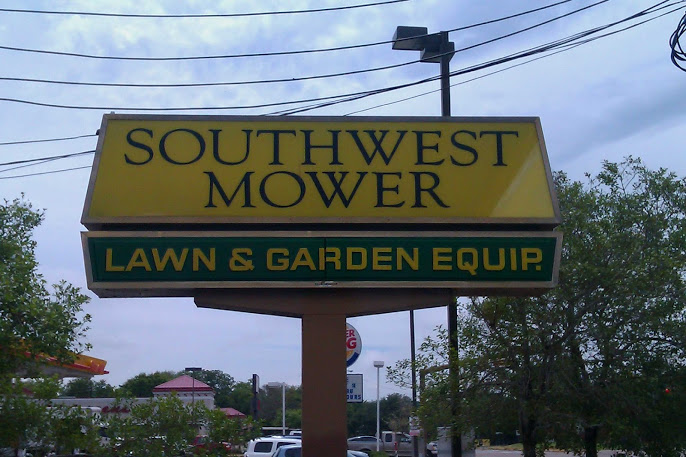 SOUTHWEST
MOWER
LAWN & GARDEN EQUIP.